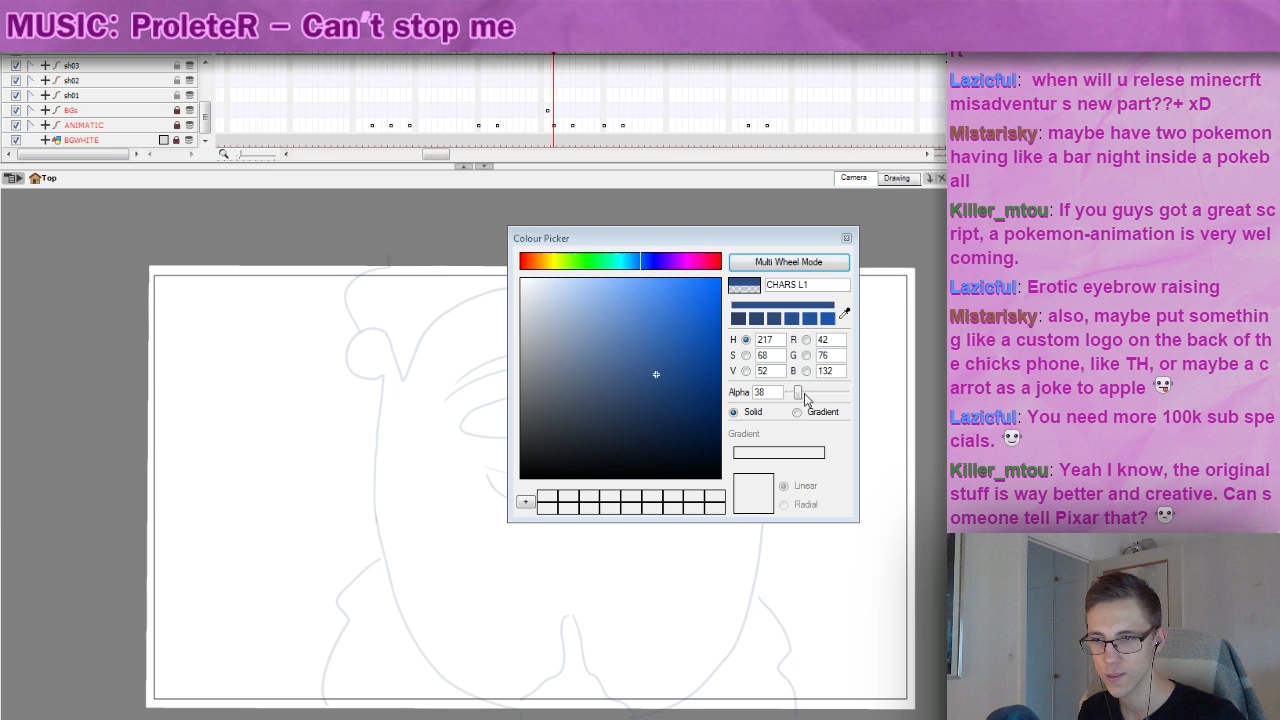 MUSIC: ProleteR – Can't stop me
sh03
sh02
sh01
BGs
ANIMATIC
BGWHITE
Top
Camera
Drawing
Colour Picker
Multi Wheel Mode
CHARS L1
H 217 R 42
S 68 G 76
V 52 B 132
Alpha 38
Solid Gradient
Gradient
Linear
Radial
+
Lazicful: when will u relese minecrft
misadventur s new part??+ xD
Mistarisky: maybe have two pokemon
having like a bar night inside a pokeb
all
Killer_mtou: If you guys got a great sc
ript, a pokemon-animation is very wel
coming.
Lazicful: Erotic eyebrow raising
Mistarisky: also, maybe put somethin
g like a custom logo on the back of th
e chicks phone, like TH, or maybe a c
arrot as a joke to apple
Lazicful: You need more 100k sub spe
cials.
Killer_mtou: Yeah I know, the original
stuff is way better and creative. Can s
omeone tell Pixar that?